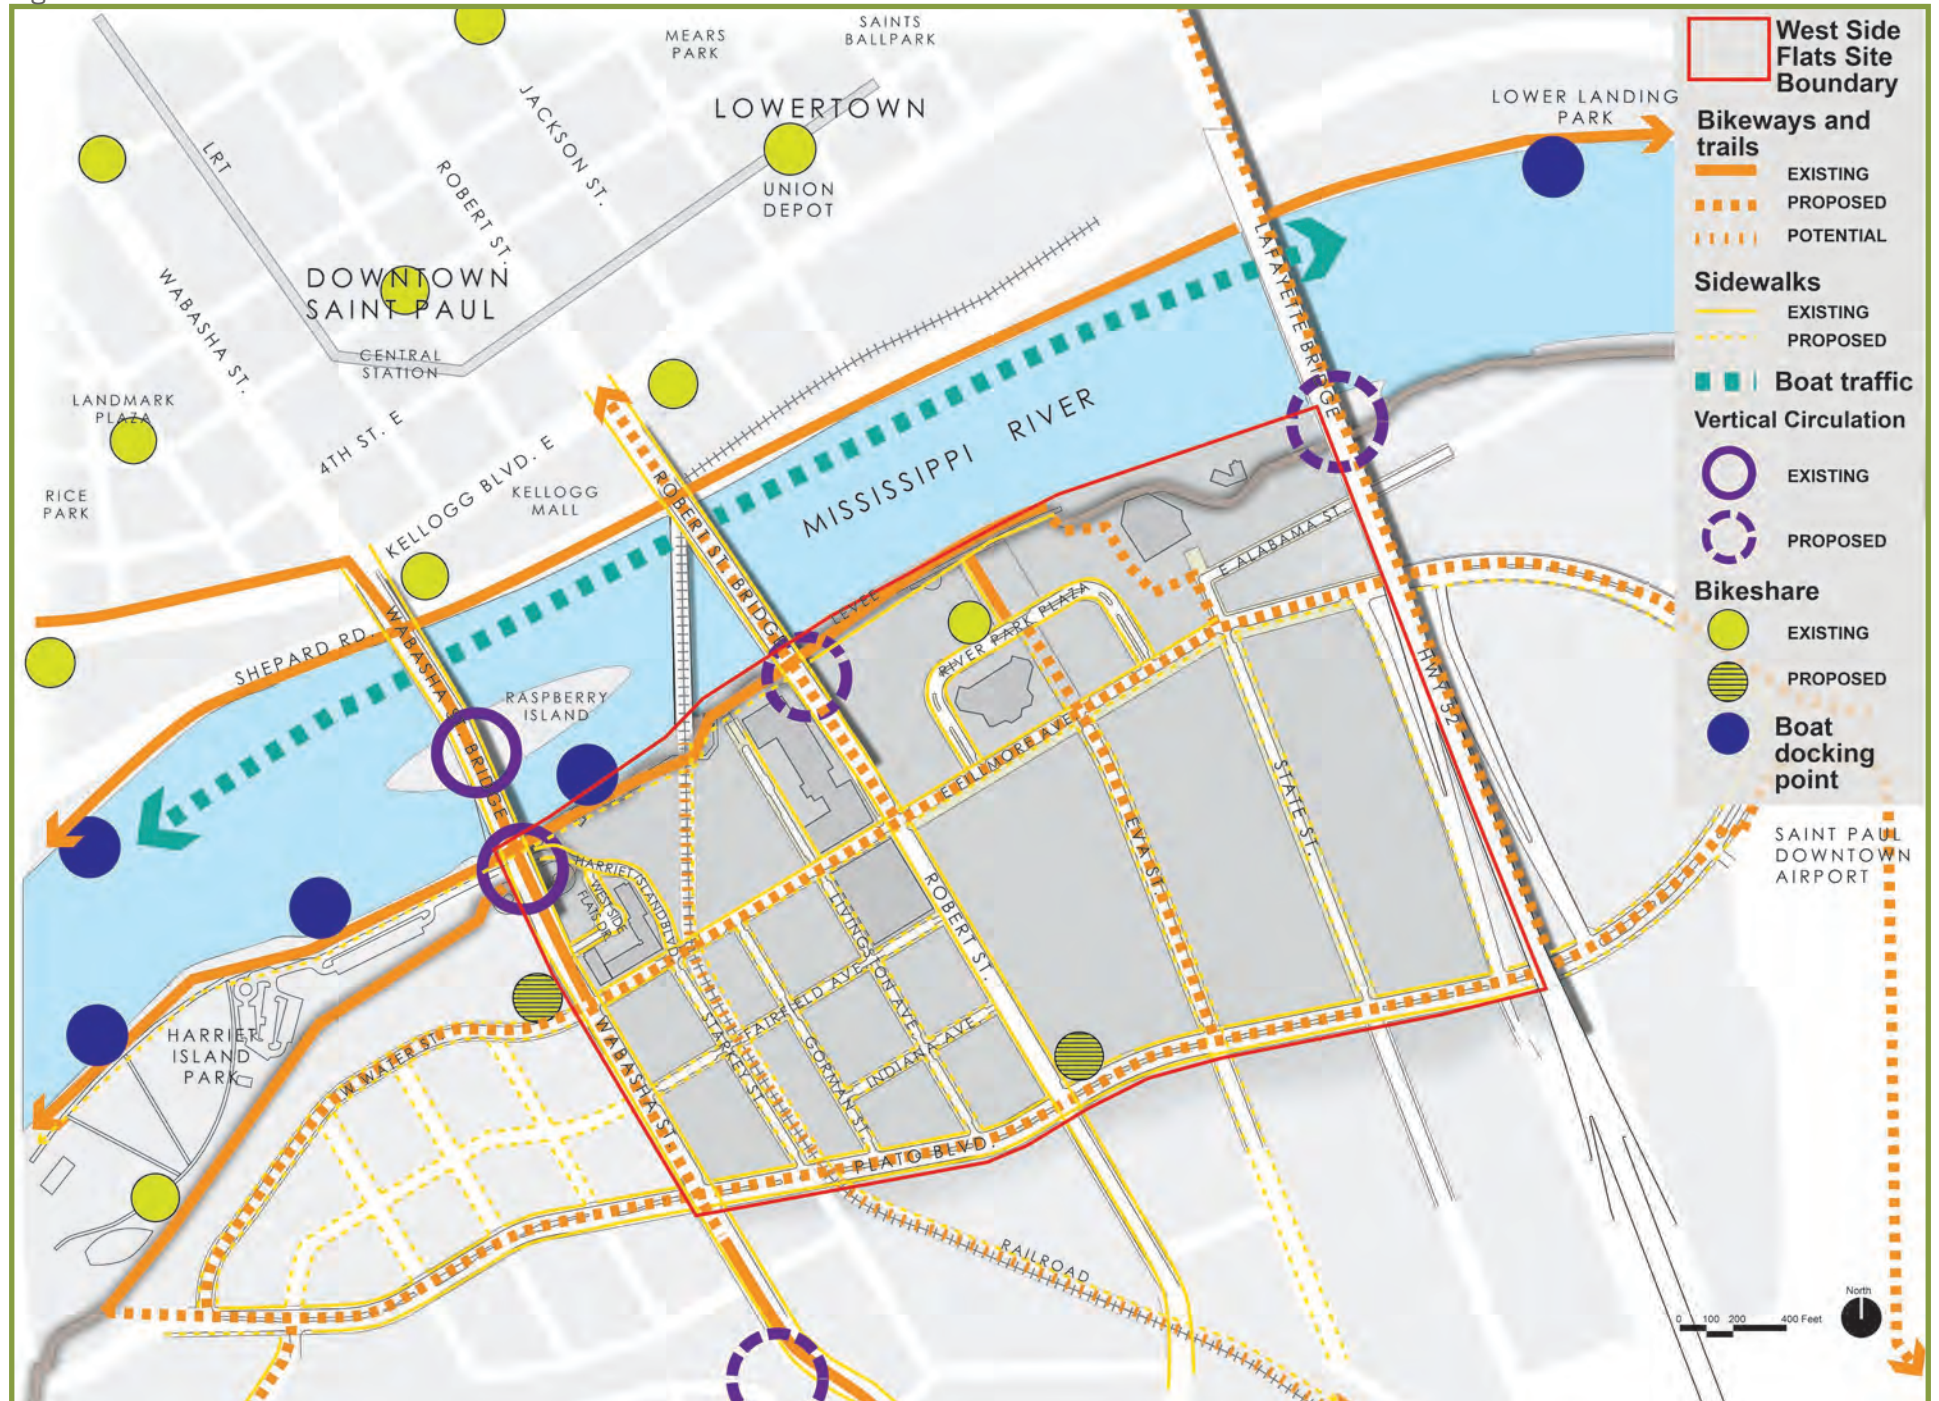 MEARS
PARK
SAINTS
BALLPARK
LOWERTOWN
JACKSON ST.
LRT
ROBERT ST.
UNION
DEPOT
LOWER LANDING
PARK
WABASHA ST.
DOWNTOWN
SAINT PAUL
CENTRAL
STATION
LANDMARK
PLAZA
4TH ST. E
KELLOGG BLVD. E
KELLOGG
MALL
RICE
PARK
MISSISSIPPI RIVER
LAFAYETTE BRIDGE
ROBERT ST. BRIDGE
SHEPARD RD.
WABASHA ST. BRIDGE
RASPBERRY
ISLAND
LEVEE
RIVER PARK PLAZA
E ALABAMA ST.
HWY 52
E FILLMORE AVE
STATE ST.
EVA ST.
HARRIET ISLAND BLVD
WEST SIDE
FLATS DR.
LIVINGSTON AVE
ROBERT ST.
FAIRFIELD AVE
INDIANA AVE.
STARKEY ST.
GORMAN ST.
WABASHA ST.
PLATO BLVD.
W WATER ST
HARRIET
ISLAND
PARK
RAILROAD
SAINT PAUL
DOWNTOWN
AIRPORT
West Side
Flats Site
Boundary
Bikeways and
trails
EXISTING
PROPOSED
POTENTIAL
Sidewalks
EXISTING
PROPOSED
Boat traffic
Vertical Circulation
EXISTING
PROPOSED
Bikeshare
EXISTING
PROPOSED
Boat
docking
point
North
0 100 200 400 Feet